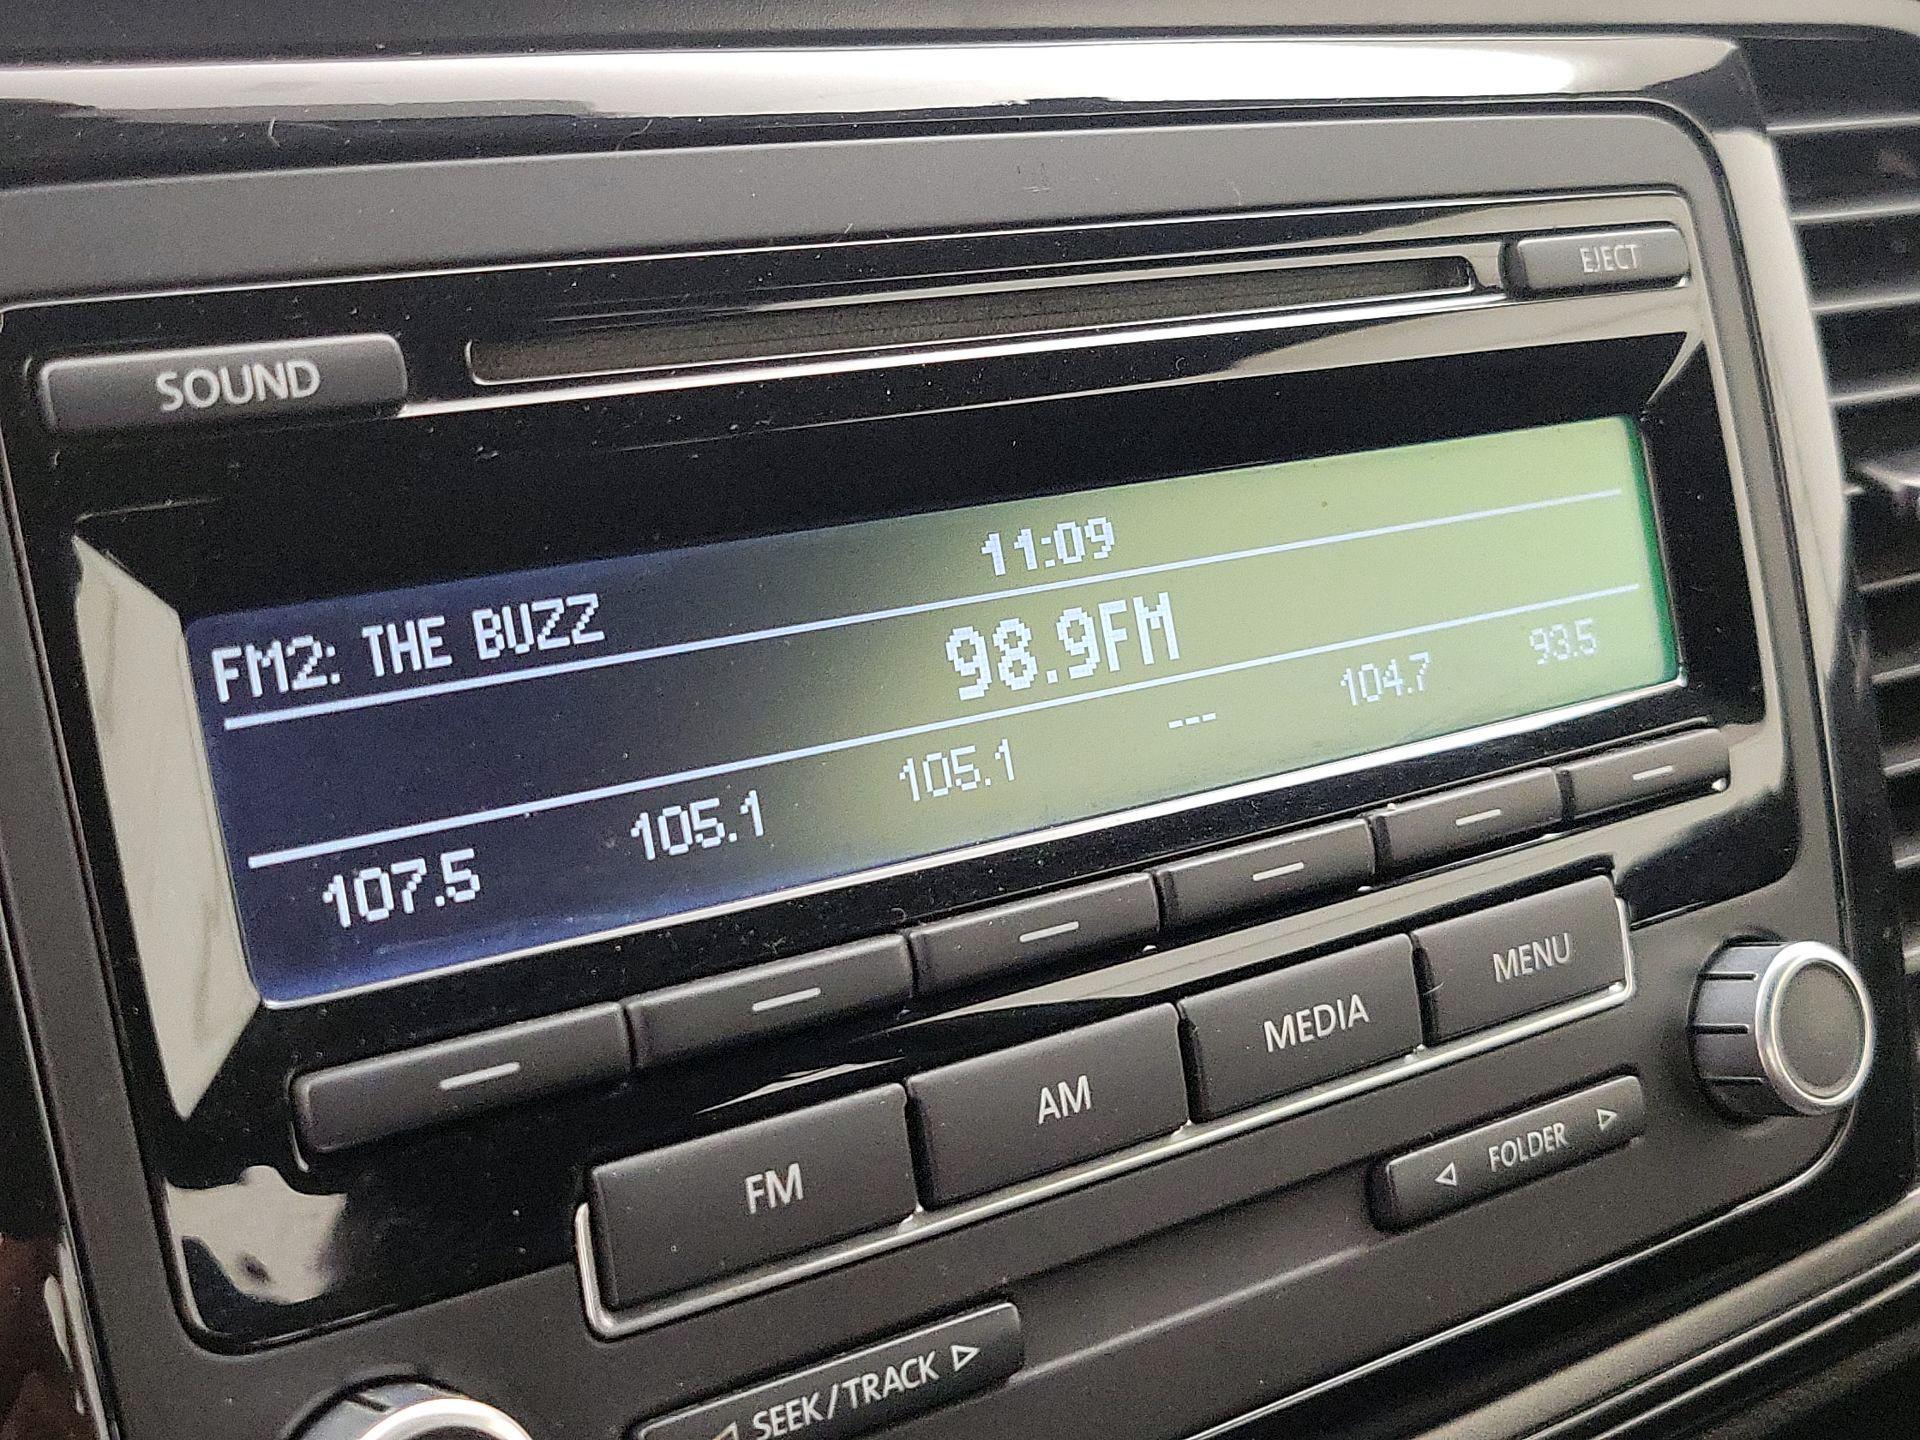 EJECT
SOUND
11:09
FM2: THE BUZZ
98.9FM
107.5 105.1 105.1 --- 104.7 93.5
FM AM MEDIA MENU
FOLDER
SEEK/TRACK